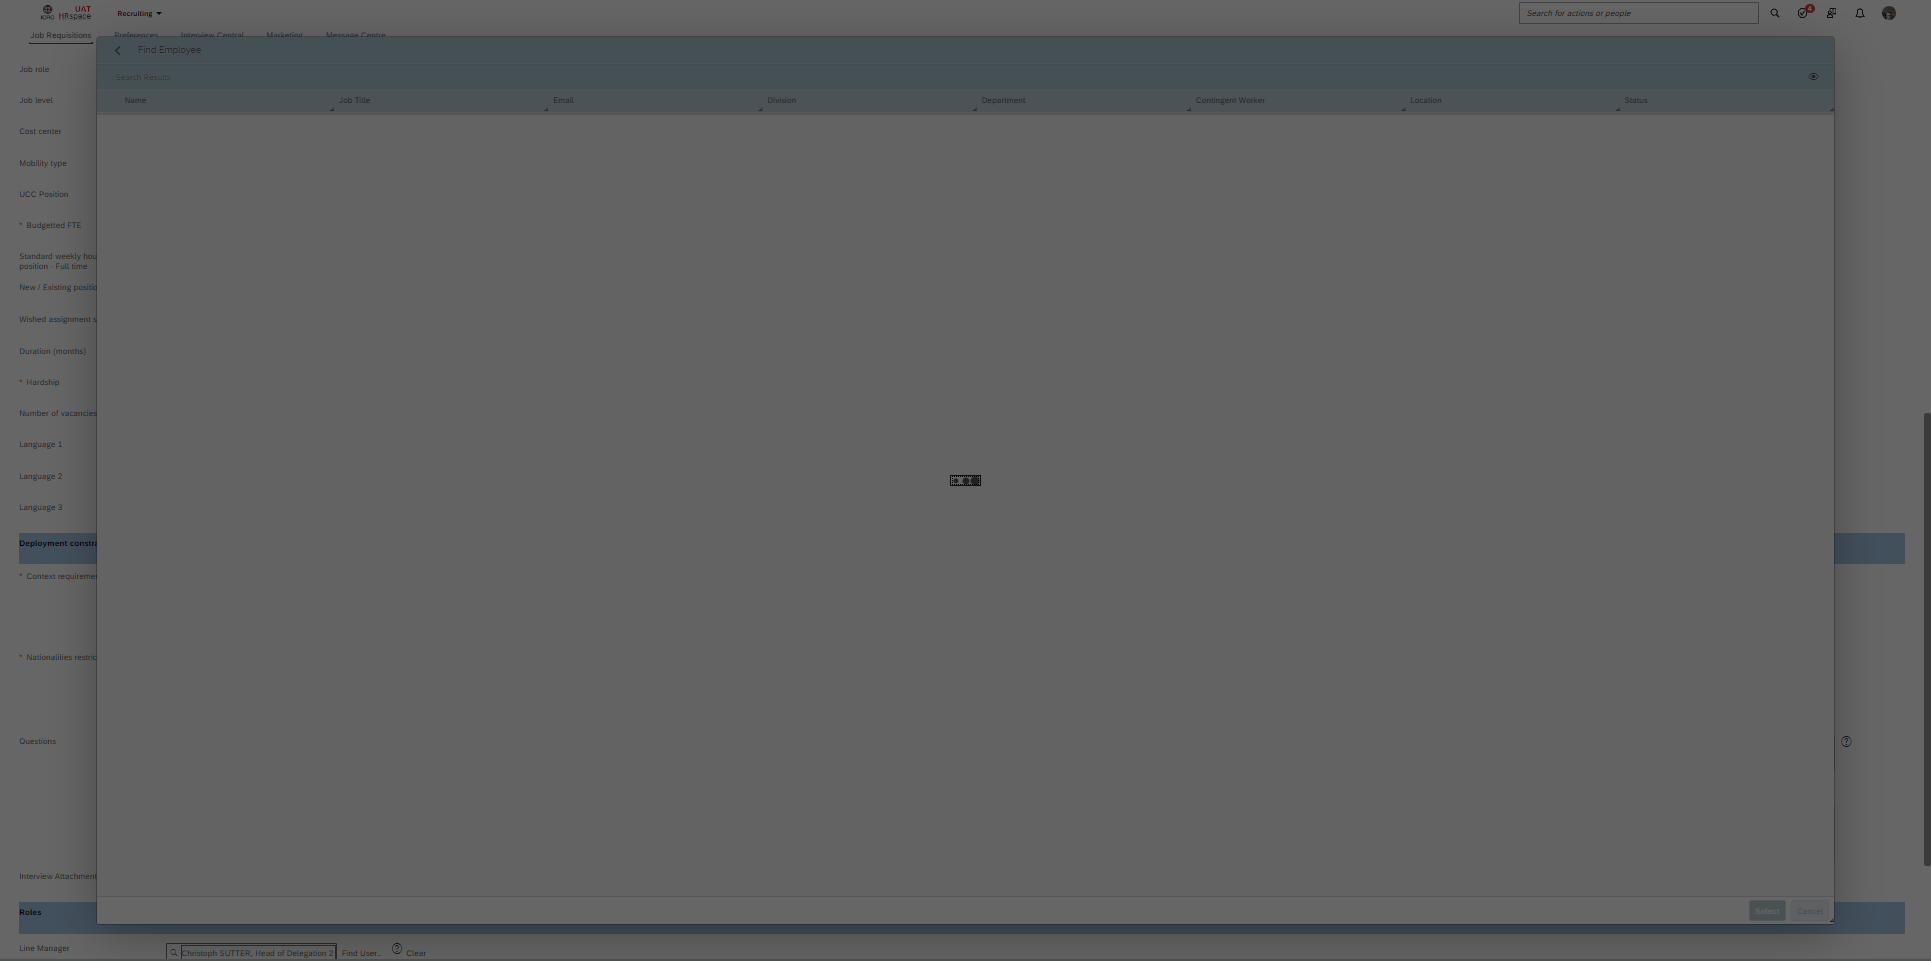 UAT
ICRC HRspace
Recruiting
Search for actions or people
4
Job Requisitions
Preferences
Interview Central
Marketing
Message Centre
Find Employee
Search Results
Name
Job Title
Email
Division
Department
Contingent Worker
Location
Status
Job role
Job level
Cost center
Mobility type
UCC Position
* Budgetted FTE
Standard weekly hou
position - Full time
New / Existing positio
Wished assignment s
Duration (months)
* Hardship
Number of vacancies
Language 1
Language 2
Language 3
Deployment constra
* Context requireme
* Nationalities restric
Questions
Interview Attachment
Roles
Select
Cancel
Line Manager
Christoph SUTTER, Head of Delegation 2
Find User..
Clear